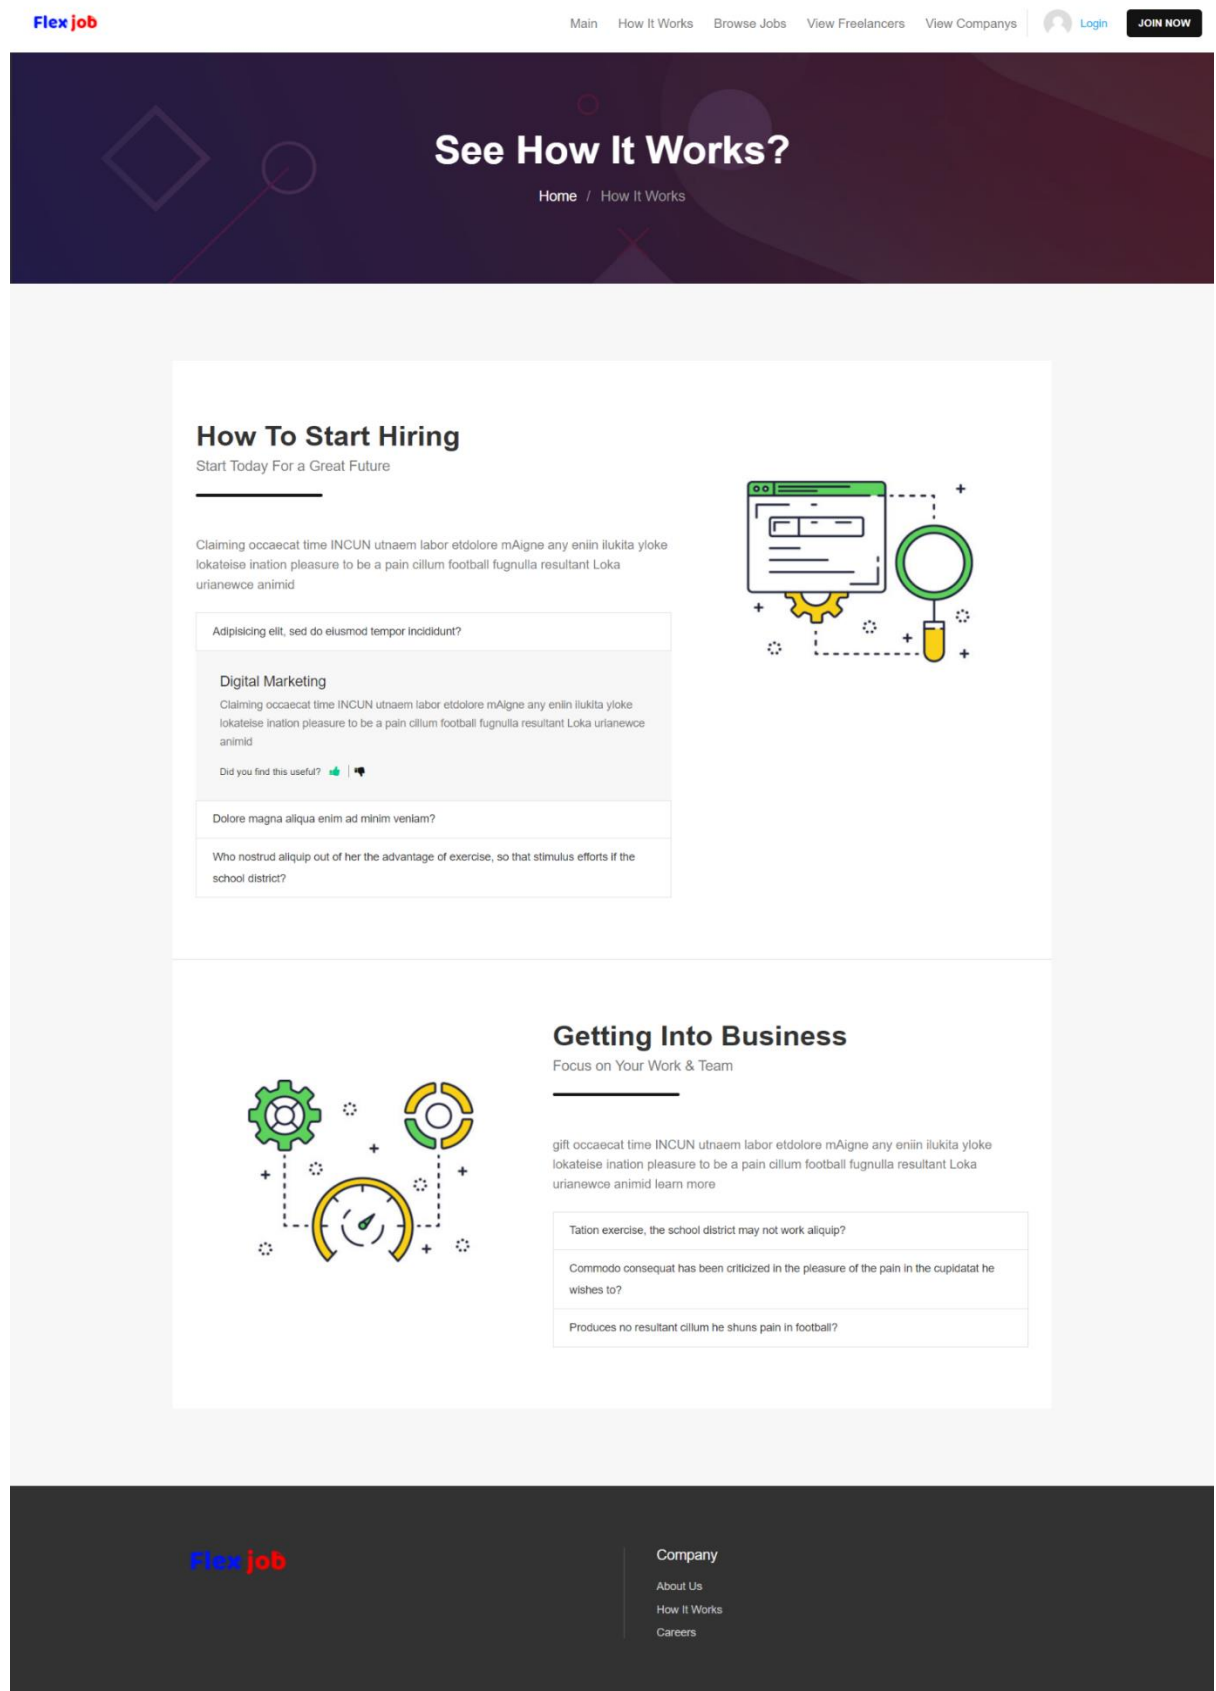 Flex job
Main How It Works Browse Jobs View Freelancers View Companys Login JOIN NOW
See How It Works?
Home / How It Works
How To Start Hiring
Start Today For a Great Future
Claiming occaecat time INCUN utnaem labor etdolore mAigne any eniin ilukita yloke
lokateise ination pleasure to be a pain cillum football fugnulla resultant Loka
urianewce animid
Adipisicing elit, sed do eiusmod tempor incididunt?
Digital Marketing
Claiming occaecat time INCUN utnaem labor etdolore mAigne any eniin ilukita yloke
lokateise ination pleasure to be a pain cillum football fugnulla resultant Loka urianewce
animid
Did you find this useful?
Dolore magna aliqua enim ad minim veniam?
Who nostrud aliquip out of her the advantage of exercise, so that stimulus efforts if the
school district?
Getting Into Business
Focus on Your Work & Team
gift occaecat time INCUN utnaem labor etdolore mAigne any eniin ilukita yloke
lokateise ination pleasure to be a pain cillum football fugnulla resultant Loka
urianewce animid learn more
Tation exercise, the school district may not work aliquip?
Commodo consequat has been criticized in the pleasure of the pain in the cupidatat he
wishes to?
Produces no resultant cillum he shuns pain in football?
Flex job
Company
About Us
How It Works
Careers